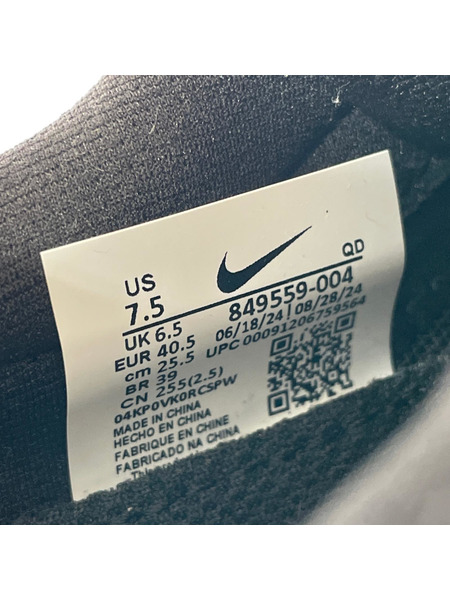 US
7.5
QD
UK 6.5
849559-004
EUR 40.5
06/18/24 | 08/28/24
cm 25.5
UPC 00091206759564
BR 39
CN 255(2.5)
04KP0VK0RCSPW
MADE IN CHINA
HECHO EN CHINA
FABRIQUE EN CHINE
FABRICADO NA CHINA